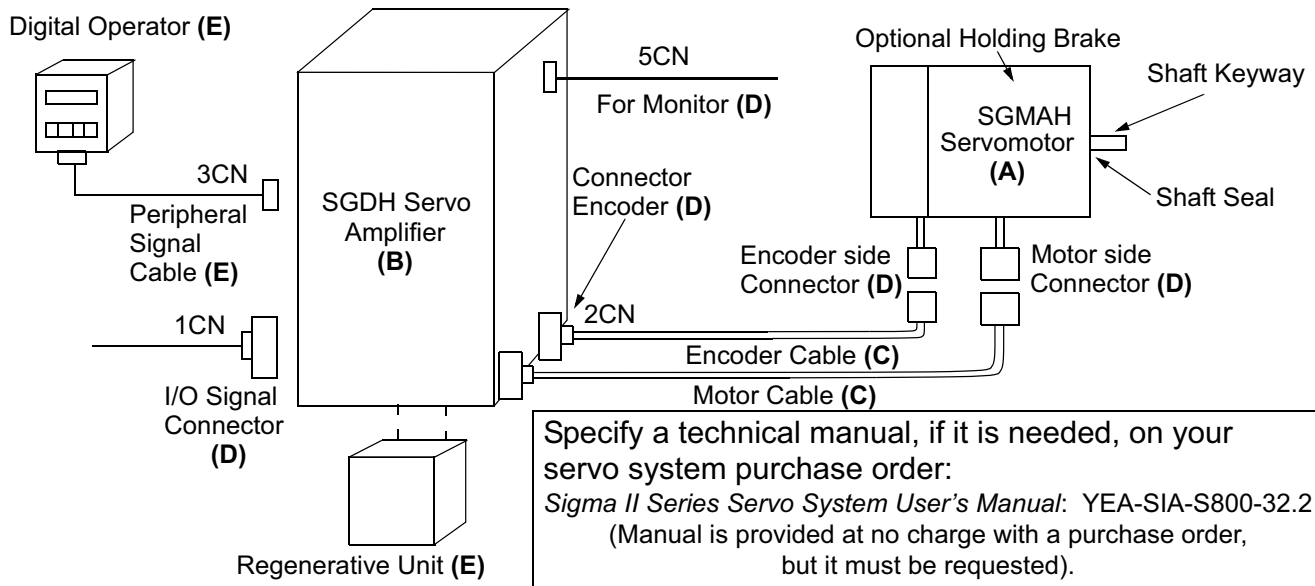 Digital Operator (E)
3CN
Peripheral
Signal
Cable (E)
1CN
I/O Signal
Connector
(D)
SGDH Servo
Amplifier
(B)
Regenerative Unit (E)
5CN
For Monitor (D)
Connector
Encoder (D)
2CN
Encoder Cable (C)
Motor Cable (C)
Optional Holding Brake
SGMAH
Servomotor
(A)
Shaft Keyway
Shaft Seal
Encoder side
Connector (D)
Motor side
Connector (D)
Specify a technical manual, if it is needed, on your
servo system purchase order:
Sigma II Series Servo System User's Manual: YEA-SIA-S800-32.2
(Manual is provided at no charge with a purchase order,
but it must be requested).